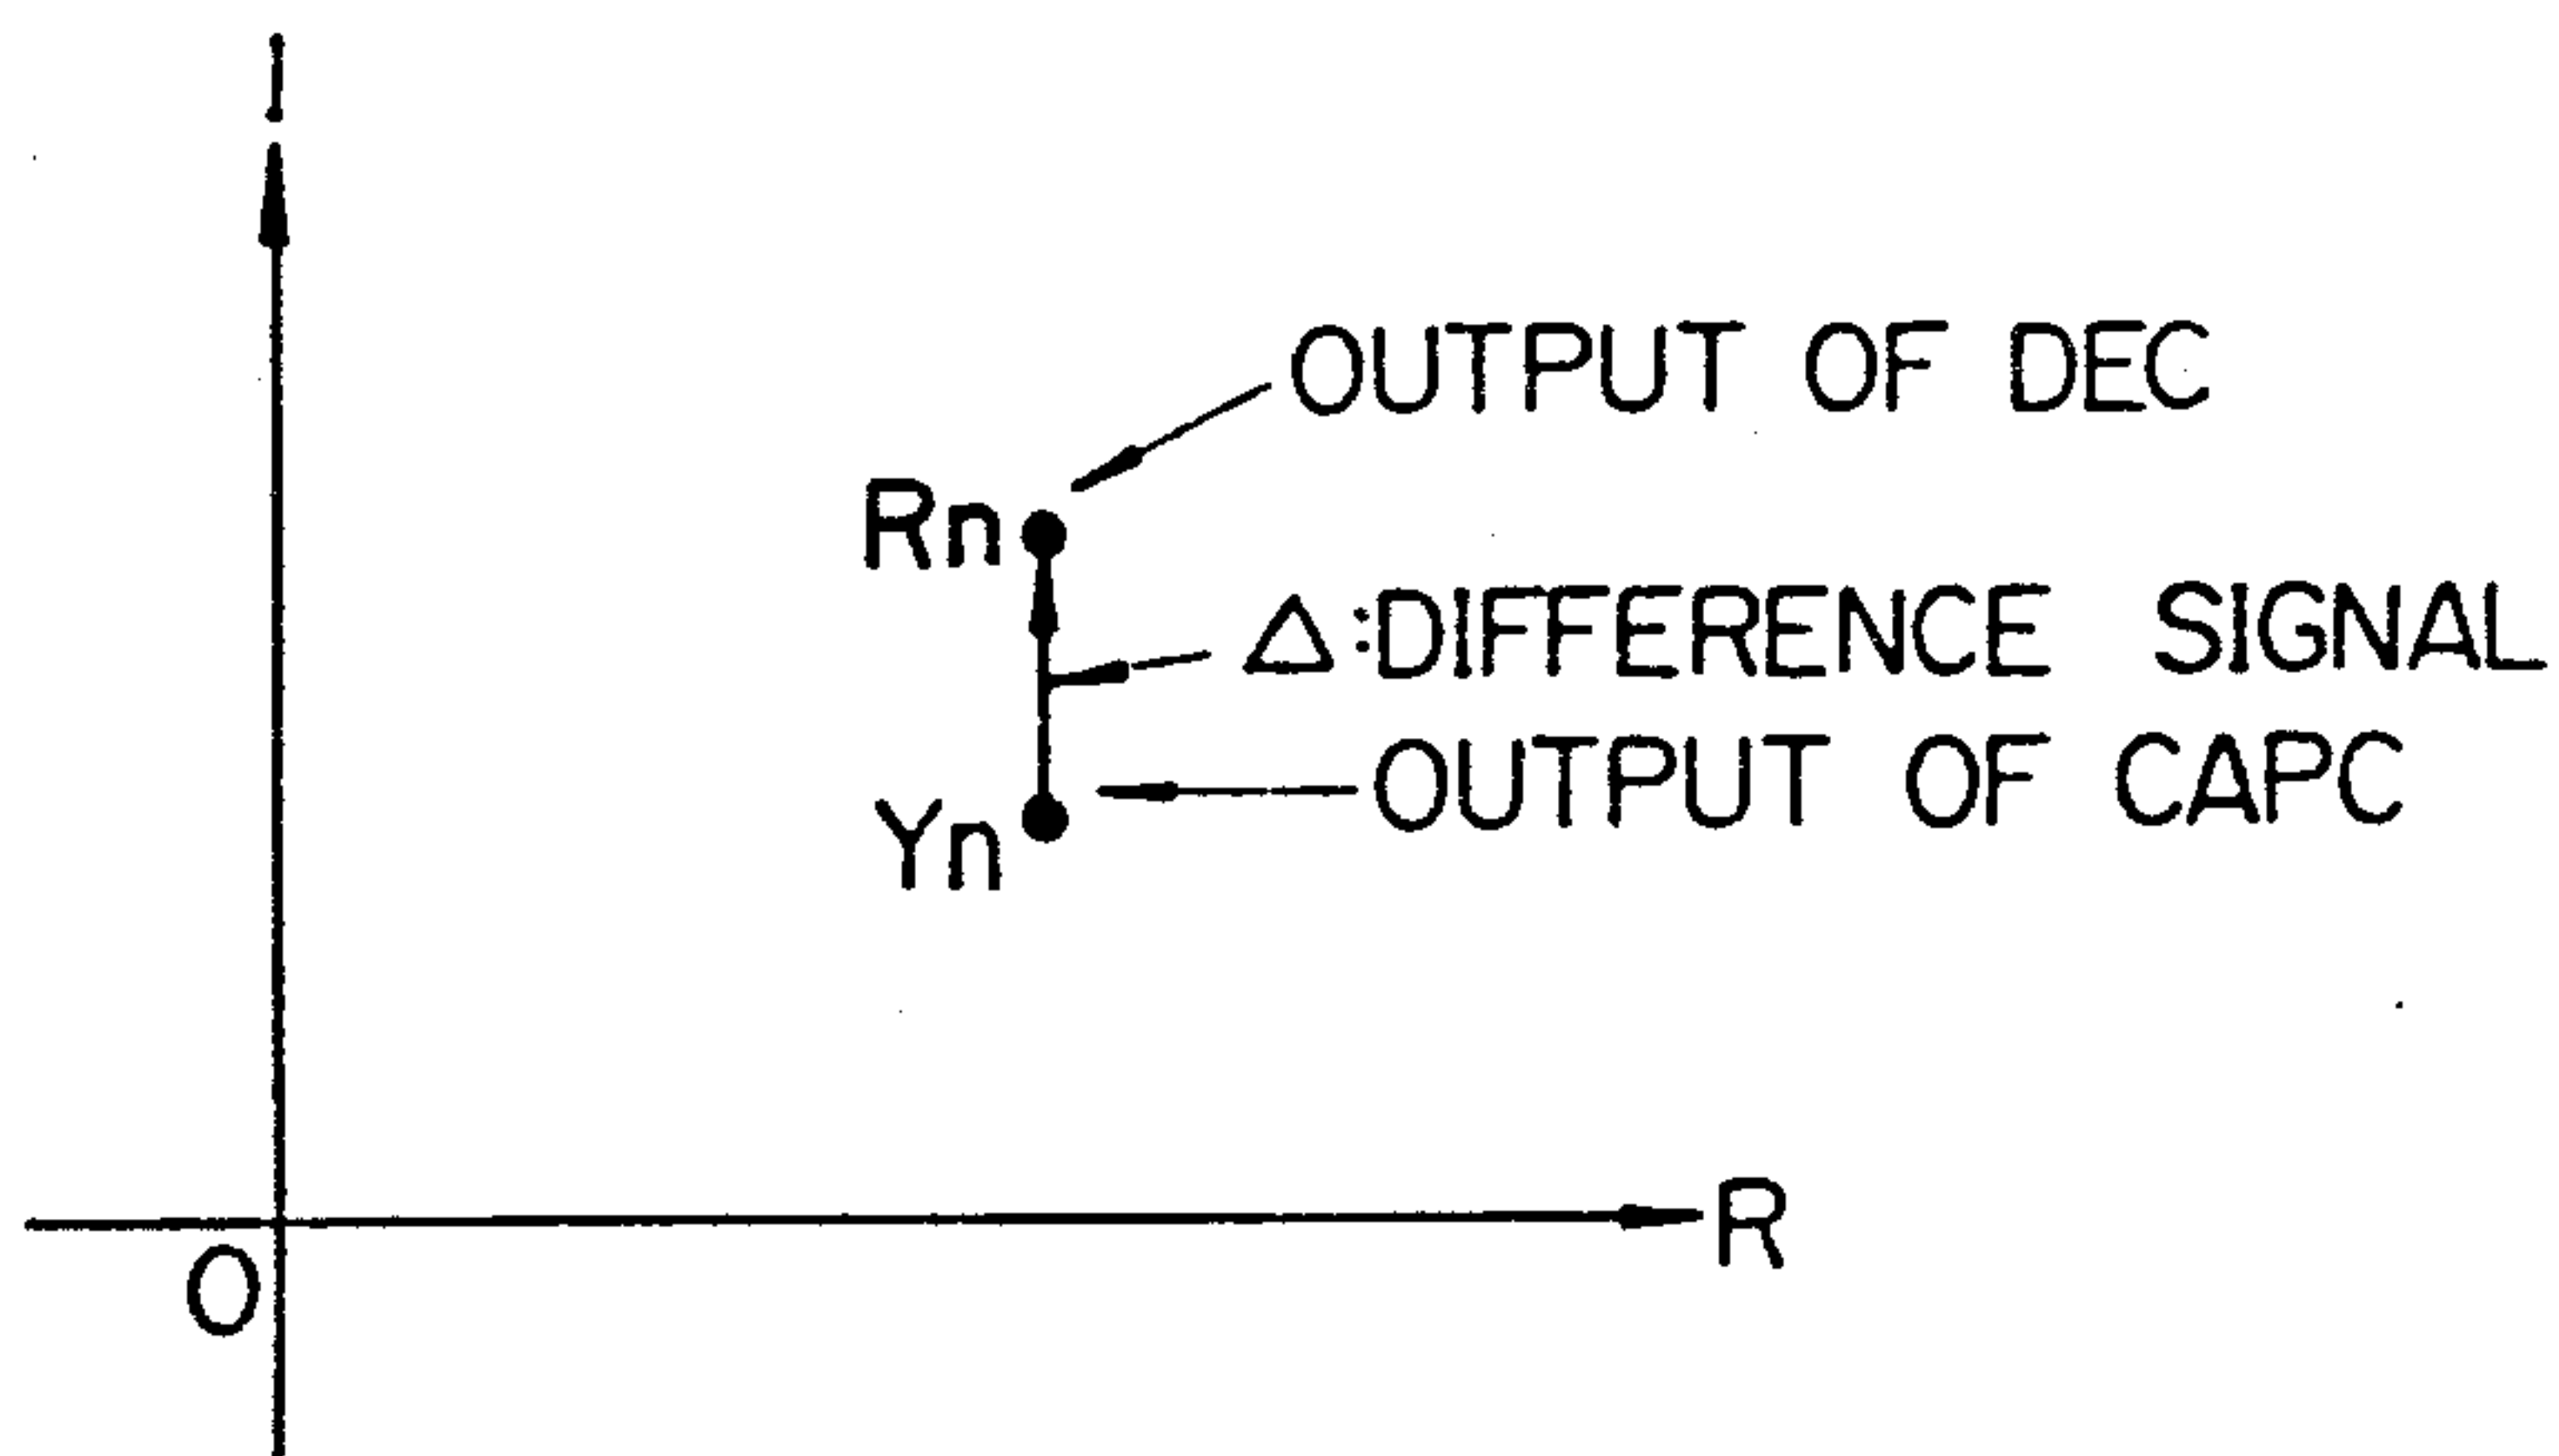 I
OUTPUT OF DEC
Rn
Δ:DIFFERENCE SIGNAL
OUTPUT OF CAPC
Yn
R
O